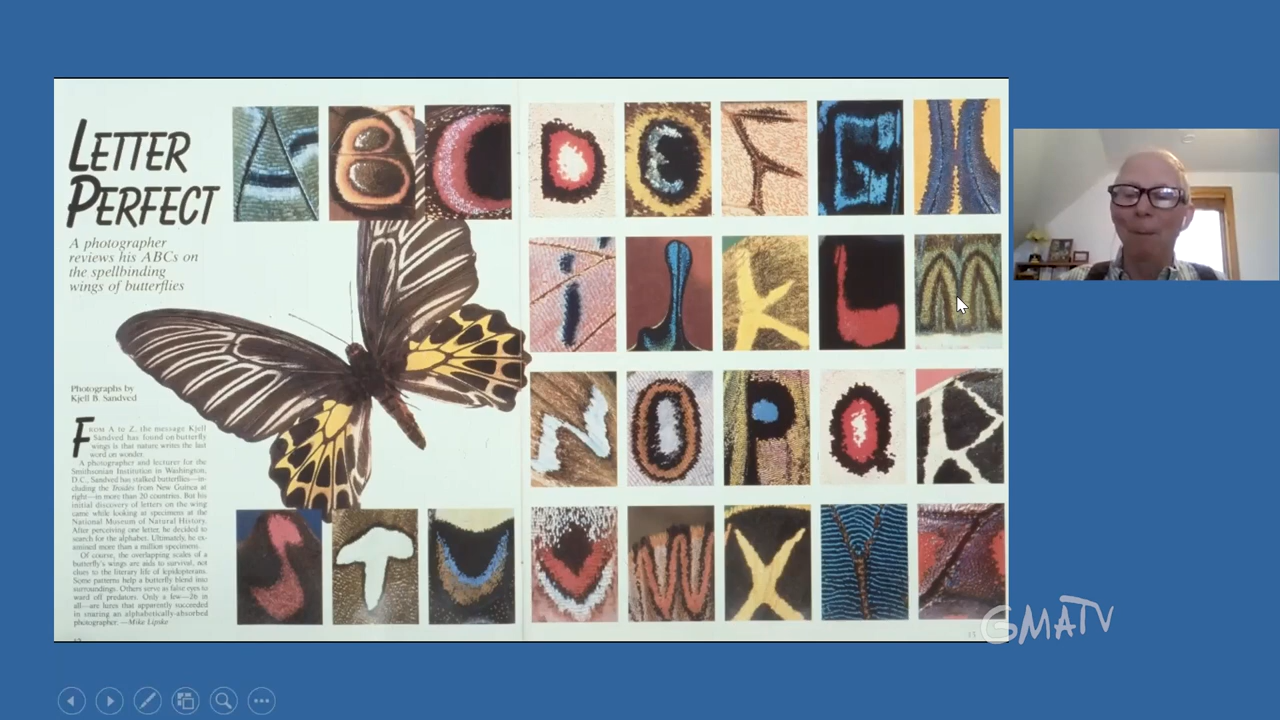 LETTER
PERFECT
A photographer
reviews his ABCs on
the spellbinding
wings of butterflies
Photographs by
Kjell B. Sandved
FROM A to Z, the message Kjell
Sandved has found on butterfly
wings is that nature writes the last
word on wonder.
A photographer and lecturer for the
Smithsonian Institution in Washington,
D.C., Sandved has stalked butterflies—in-
cluding the Troides from New Guinea at
right—in more than 20 countries. But his
initial discovery of letters on the wing
came while looking at specimens at the
National Museum of Natural History.
After perceiving one letter, he decided to
search for the alphabet. Ultimately, he ex-
amined more than a million specimens.
Of course, the overlapping scales of a
butterfly's wings are aids to survival, not
clues to the literary life of lepidopterans.
Some patterns help a butterfly blend into
surroundings. Others serve as false eyes to
ward off predators. Only a few—26 in
all—are lures that apparently succeeded
in snaring an alphabetically-absorbed
photographer. —Mike Lipske
A B C D E F G H
I J K L M
N O P Q R
S T U V W X Y Z
GMATV